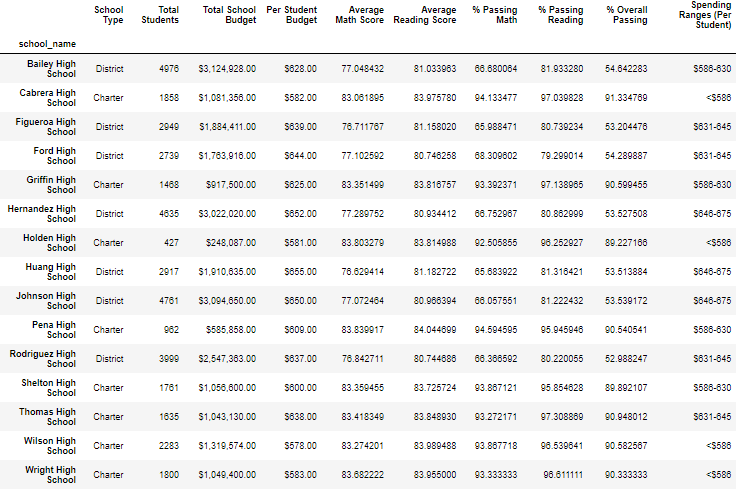 school_name School Type Total Students Total School Budget Per Student Budget Average Math Score Average Reading Score % Passing Math % Passing Reading % Overall Passing Spending Ranges (Per Student)
Bailey High School District 4976 $3,124,928.00 $628.00 77.048432 81.033963 66.680064 81.933280 54.642283 $586-630
Cabrera High School Charter 1858 $1,081,356.00 $582.00 83.061895 83.975780 94.133477 97.039828 91.334769 <$586
Figueroa High School District 2949 $1,884,411.00 $639.00 76.711767 81.158020 65.988471 80.739234 53.204476 $631-645
Ford High School District 2739 $1,763,916.00 $644.00 77.102592 80.746258 68.309602 79.299014 54.289887 $631-645
Griffin High School Charter 1468 $917,500.00 $625.00 83.351499 83.816757 93.392371 97.138965 90.599455 $586-630
Hernandez High School District 4635 $3,022,020.00 $652.00 77.289752 80.934412 66.752967 80.862999 53.527508 $646-675
Holden High School Charter 427 $248,087.00 $581.00 83.803279 83.814988 92.505855 96.252927 89.227166 <$586
Huang High School District 2917 $1,910,635.00 $655.00 76.629414 81.182722 65.683922 81.316421 53.513884 $646-675
Johnson High School District 4761 $3,094,650.00 $650.00 77.072464 80.966394 66.057551 81.222432 53.539172 $646-675
Pena High School Charter 962 $585,858.00 $609.00 83.839917 84.044699 94.594595 95.945946 90.540541 $586-630
Rodriguez High School District 3999 $2,547,363.00 $637.00 76.842711 80.744686 66.366592 80.220055 52.988247 $631-645
Shelton High School Charter 1761 $1,056,600.00 $600.00 83.359455 83.725724 93.867121 95.854628 89.892107 $586-630
Thomas High School Charter 1635 $1,043,130.00 $638.00 83.418349 83.848930 93.272171 97.308869 90.948012 $631-645
Wilson High School Charter 2283 $1,319,574.00 $578.00 83.274201 83.989488 93.867718 96.539641 90.582567 <$586
Wright High School Charter 1800 $1,049,400.00 $583.00 83.682222 83.955000 93.333333 96.611111 90.333333 <$586